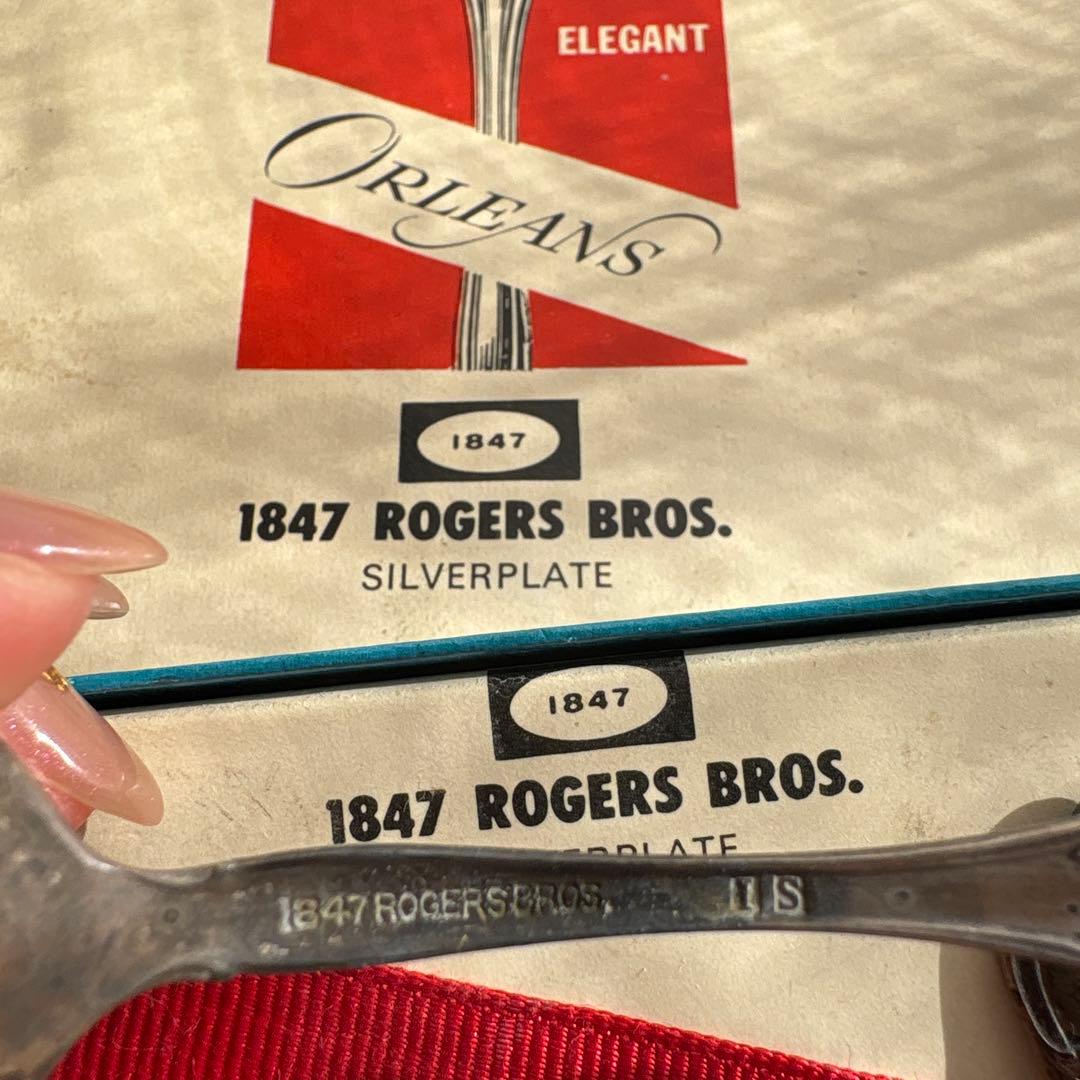 ELEGANT
ORLEANS
1847
1847 ROGERS BROS.
SILVERPLATE
1847
1847 ROGERS BROS.
1847 ROGERS BROS.
IS